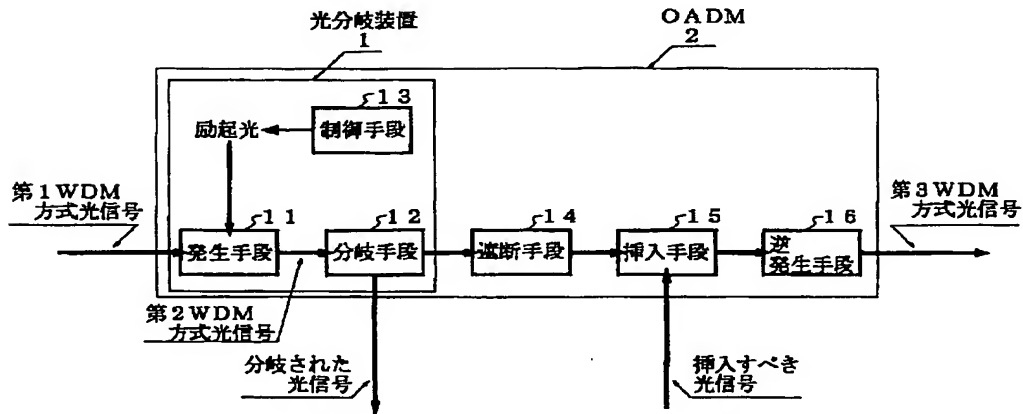 光分岐装置
1
OADM
2
13
励起光
制御手段
第1WDM
方式光信号
第3WDM
方式光信号
11
12
14
15
16
発生手段
分岐手段
遮断手段
挿入手段
逆
発生手段
第2WDM
方式光信号
分岐された
光信号
挿入すべき
光信号